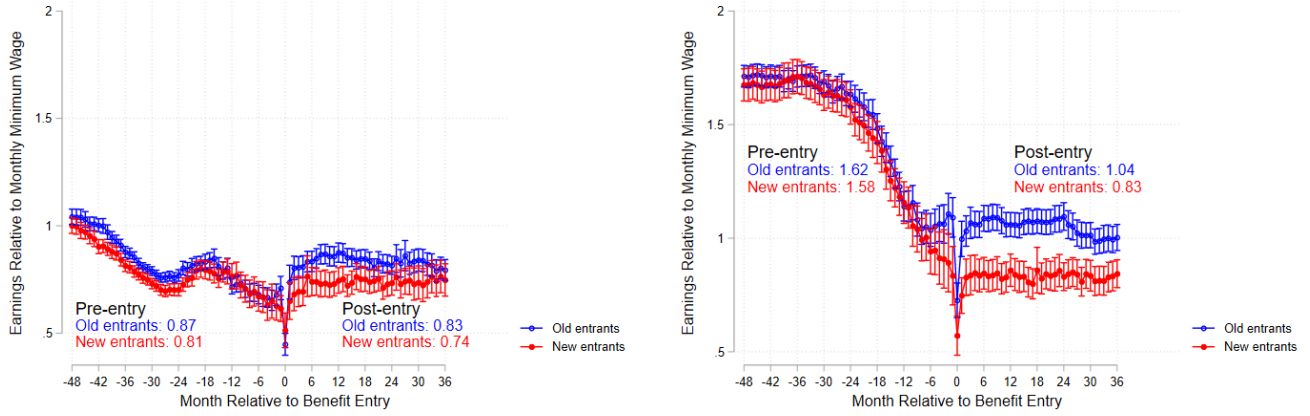 Earnings Relative to Monthly Minimum Wage
2
1.5
1
.5
Pre-entry
Old entrants: 0.87
New entrants: 0.81
Post-entry
Old entrants: 0.83
New entrants: 0.74
-48 -42 -36 -30 -24 -18 -12 -6 0 6 12 18 24 30 36
Month Relative to Benefit Entry
Old entrants
New entrants
Earnings Relative to Monthly Minimum Wage
2
1.5
1
.5
Pre-entry
Old entrants: 1.62
New entrants: 1.58
Post-entry
Old entrants: 1.04
New entrants: 0.83
-48 -42 -36 -30 -24 -18 -12 -6 0 6 12 18 24 30 36
Month Relative to Benefit Entry
Old entrants
New entrants